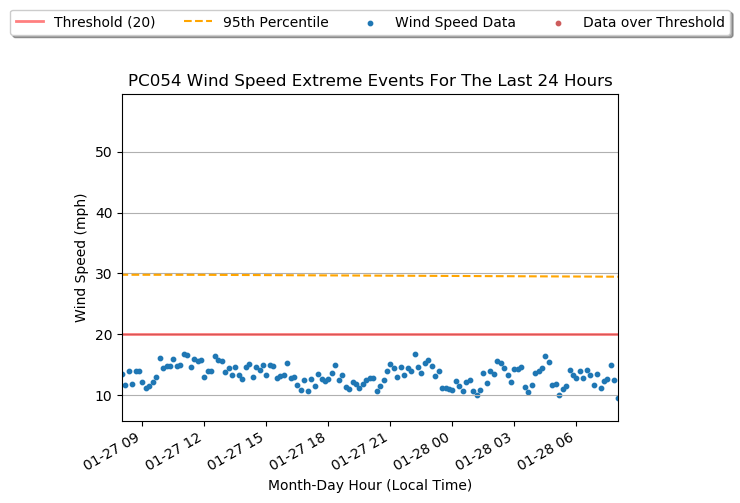 Threshold (20) 95th Percentile Wind Speed Data Data over Threshold
PC054 Wind Speed Extreme Events For The Last 24 Hours
50
40
30
20
10
Wind Speed (mph)
01-27 09 01-27 12 01-27 15 01-27 18 01-27 21 01-28 00 01-28 03 01-28 06
Month-Day Hour (Local Time)